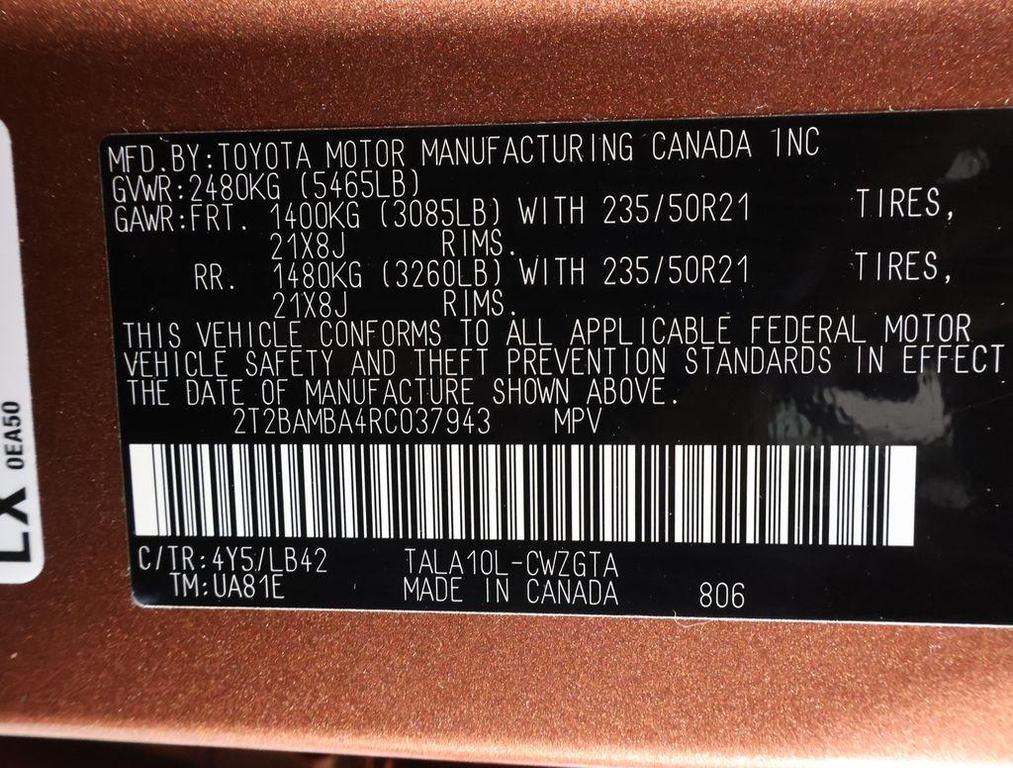 MFD.BY:TOYOTA MOTOR MANUFACTURING CANADA INC
GVWR:2480KG (5465LB)
GAWR:FRT. 1400KG (3085LB) WITH 235/50R21 TIRES,
21X8J RIMS.
RR. 1480KG (3260LB) WITH 235/50R21 TIRES,
21X8J RIMS.
THIS VEHICLE CONFORMS TO ALL APPLICABLE FEDERAL MOTOR
VEHICLE SAFETY AND THEFT PREVENTION STANDARDS IN EFFECT
THE DATE OF MANUFACTURE SHOWN ABOVE.
2T2BAMBA4RC037943 MPV
C/TR:4Y5/LB42 TALA10L-CWZGTA
TM:UA81E MADE IN CANADA 806
0EA50